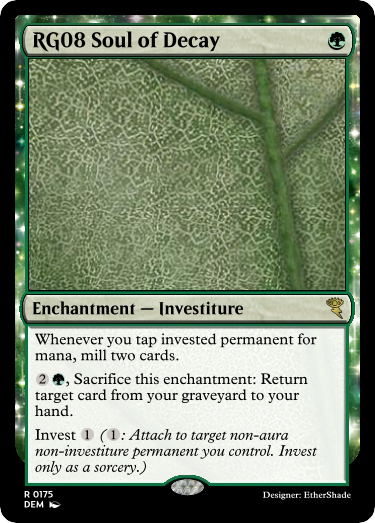 RG08 Soul of Decay
Enchantment — Investiture
Whenever you tap invested permanent for
mana, mill two cards.
2 , Sacrifice this enchantment: Return
target card from your graveyard to your
hand.
Invest 1 (1: Attach to target non-aura
non-investiture permanent you control. Invest
only as a sorcery.)
R 0175
DEM
Designer: EtherShade